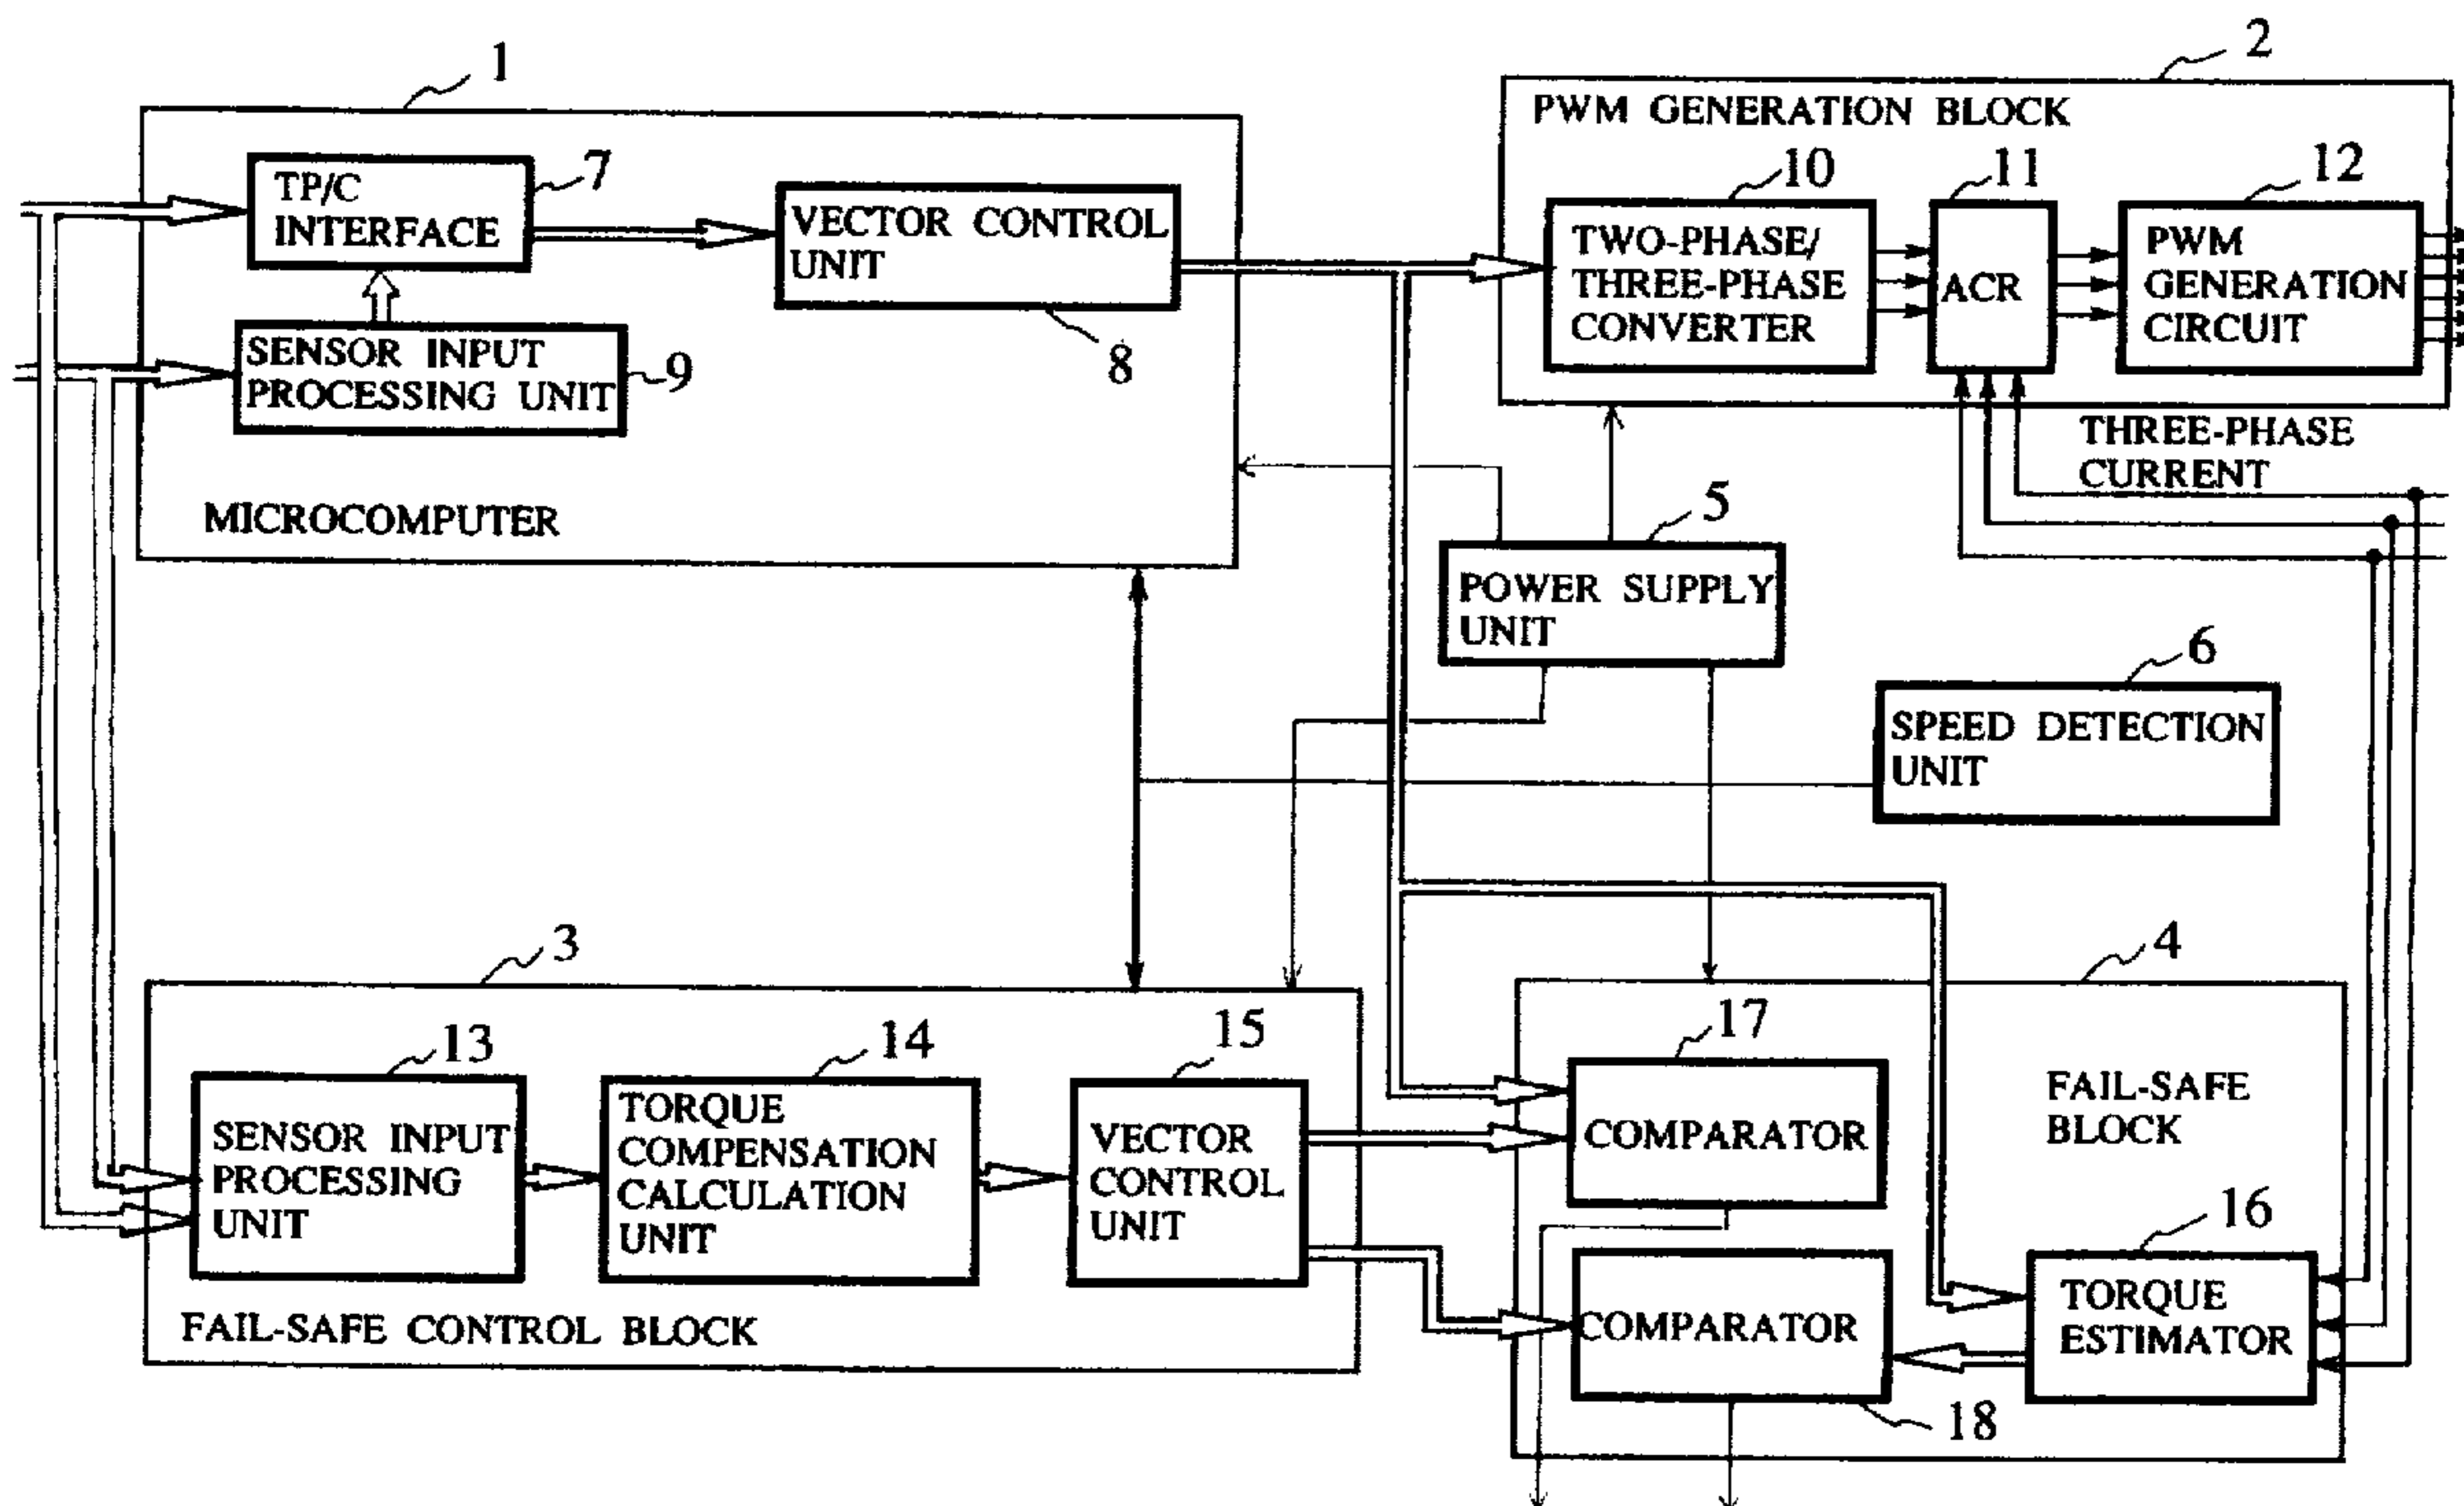 1
2
PWM GENERATION BLOCK
TP/C
INTERFACE
7
VECTOR CONTROL
UNIT
8
SENSOR INPUT
PROCESSING UNIT
9
MICROCOMPUTER
10
TWO-PHASE/
THREE-PHASE
CONVERTER
11
ACR
12
PWM
GENERATION
CIRCUIT
THREE-PHASE
CURRENT
5
POWER SUPPLY
UNIT
6
SPEED DETECTION
UNIT
3
13
SENSOR INPUT
PROCESSING
UNIT
14
TORQUE
COMPENSATION
CALCULATION
UNIT
15
VECTOR
CONTROL
UNIT
FAIL-SAFE CONTROL BLOCK
4
17
COMPARATOR
FAIL-SAFE
BLOCK
COMPARATOR
18
16
TORQUE
ESTIMATOR